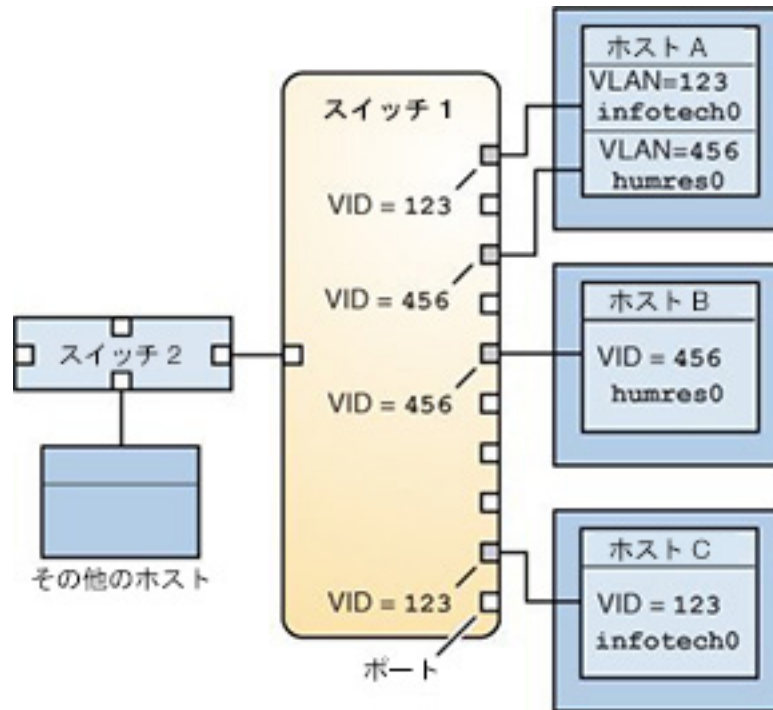 スイッチ 1
VID = 123
VID = 456
VID = 456
VID = 123
ポート
スイッチ 2
その他のホスト
ホスト A
VLAN=123
infotech0
VLAN=456
humres0
ホスト B
VID = 456
humres0
ホスト C
VID = 123
infotech0